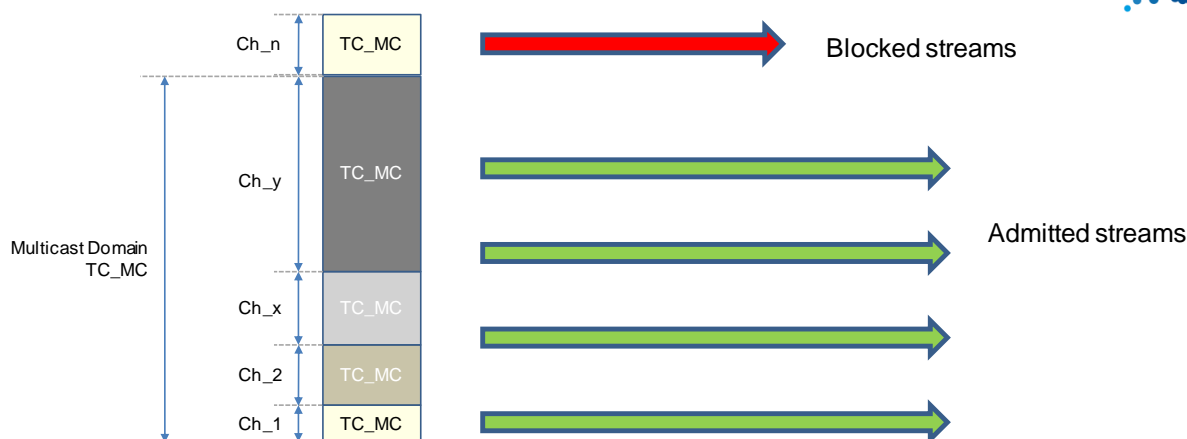 Ch_n
TC_MC
Blocked streams
Ch_y
TC_MC
Multicast Domain
TC_MC
Admitted streams
Ch_x
TC_MC
Ch_2
TC_MC
Ch_1
TC_MC